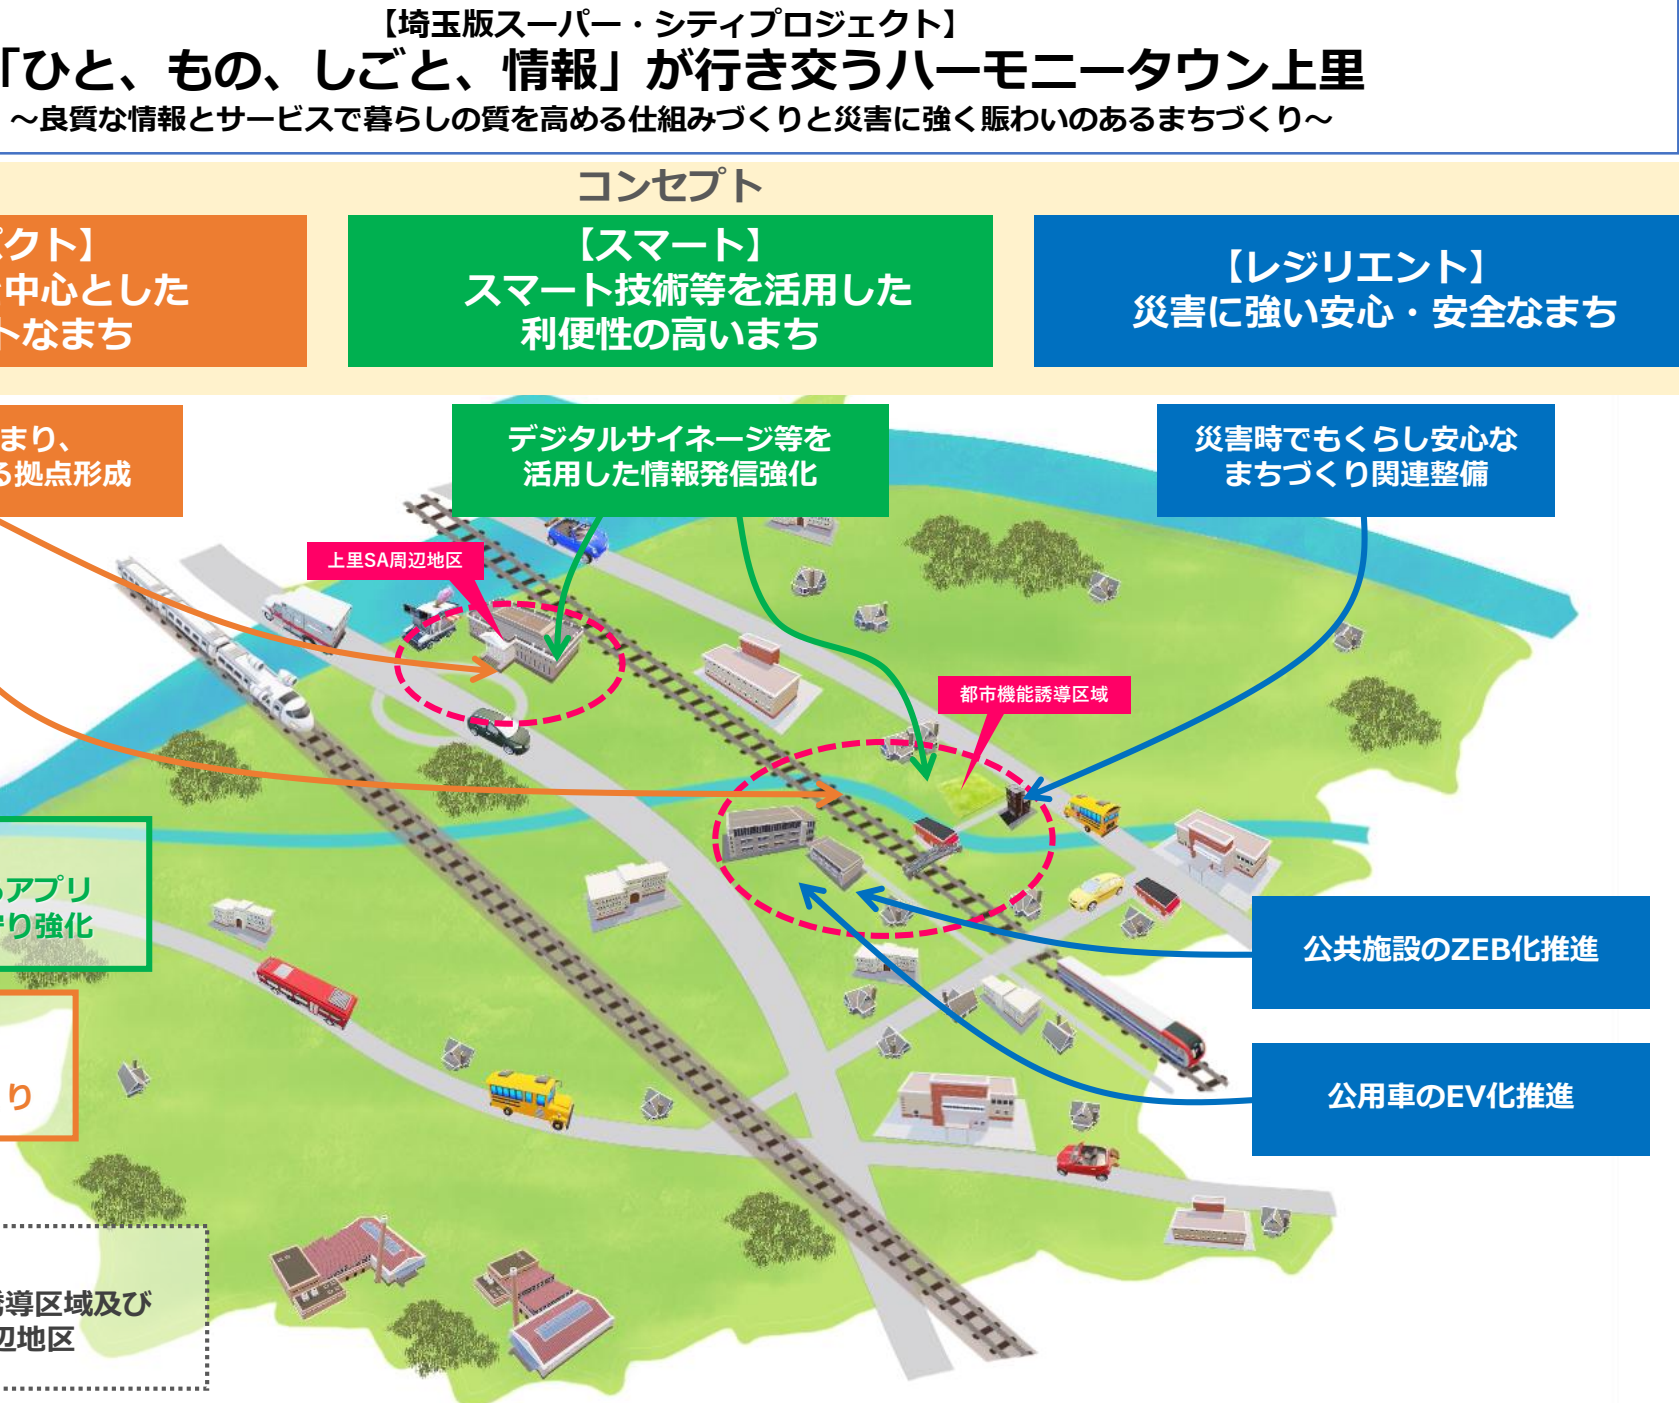 【埼玉版スーパー・シティプロジェクト】
「ひと、もの、しごと、情報」が行き交うハーモニータウン上里
～良質な情報とサービスで暮らしの質を高める仕組みづくりと災害に強く賑わいのあるまちづくり～
コンセプト
クト】
中心とした
トなまち
【スマート】
スマート技術等を活用した
利便性の高いまち
【レジリエント】
災害に強い安心・安全なまち
まり、
る拠点形成
デジタルサイネージ等を
活用した情報発信強化
災害時でもくらし安心な
まちづくり関連整備
上里SA周辺地区
都市機能誘導区域
アプリ
り強化
り
公共施設のZEB化推進
公用車のEV化推進
誘導区域及び
辺地区